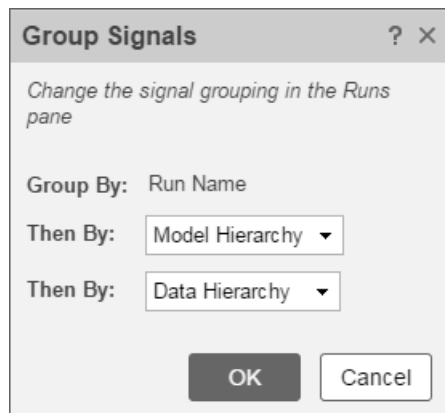 Group Signals ? ×
Change the signal grouping in the Runs
pane
Group By: Run Name
Then By: Model Hierarchy
Then By: Data Hierarchy
OK Cancel